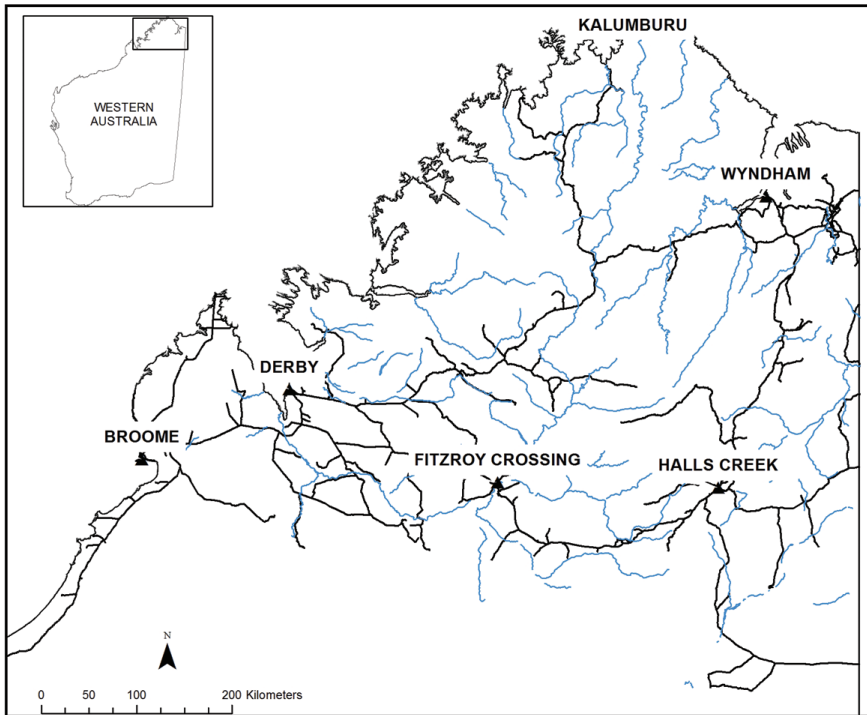 KALUMBURU
WESTERN
AUSTRALIA
WYNDHAM
DERBY
BROOME
FITZROY CROSSING
HALLS CREEK
N
0 50 100 200 Kilometers